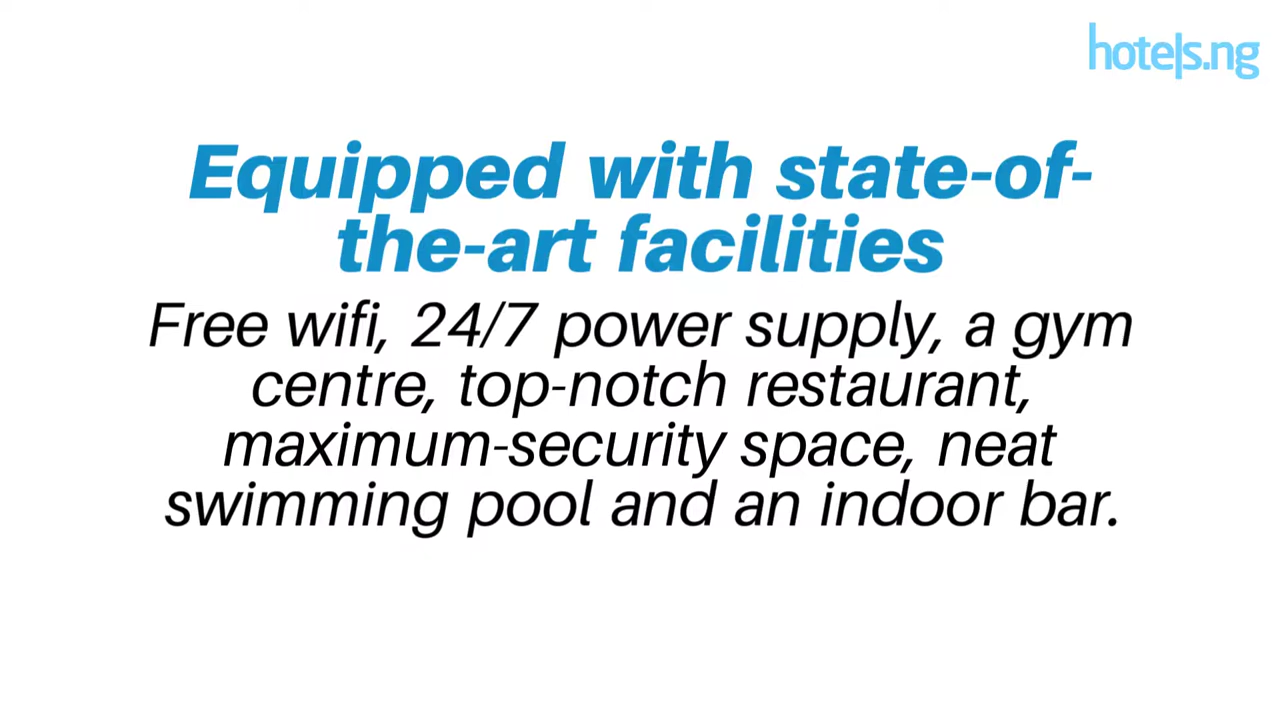 hotels.ng
Equipped with state-of-
the-art facilities
Free wifi, 24/7 power supply, a gym
centre, top-notch restaurant,
maximum-security space, neat
swimming pool and an indoor bar.